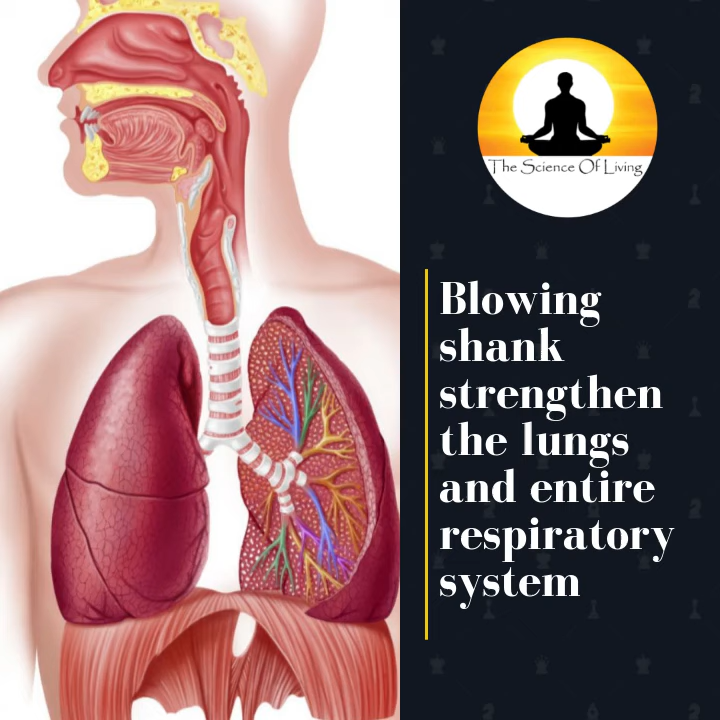 The Science Of Living
Blowing
shank
strengthen
the lungs
and entire
respiratory
system